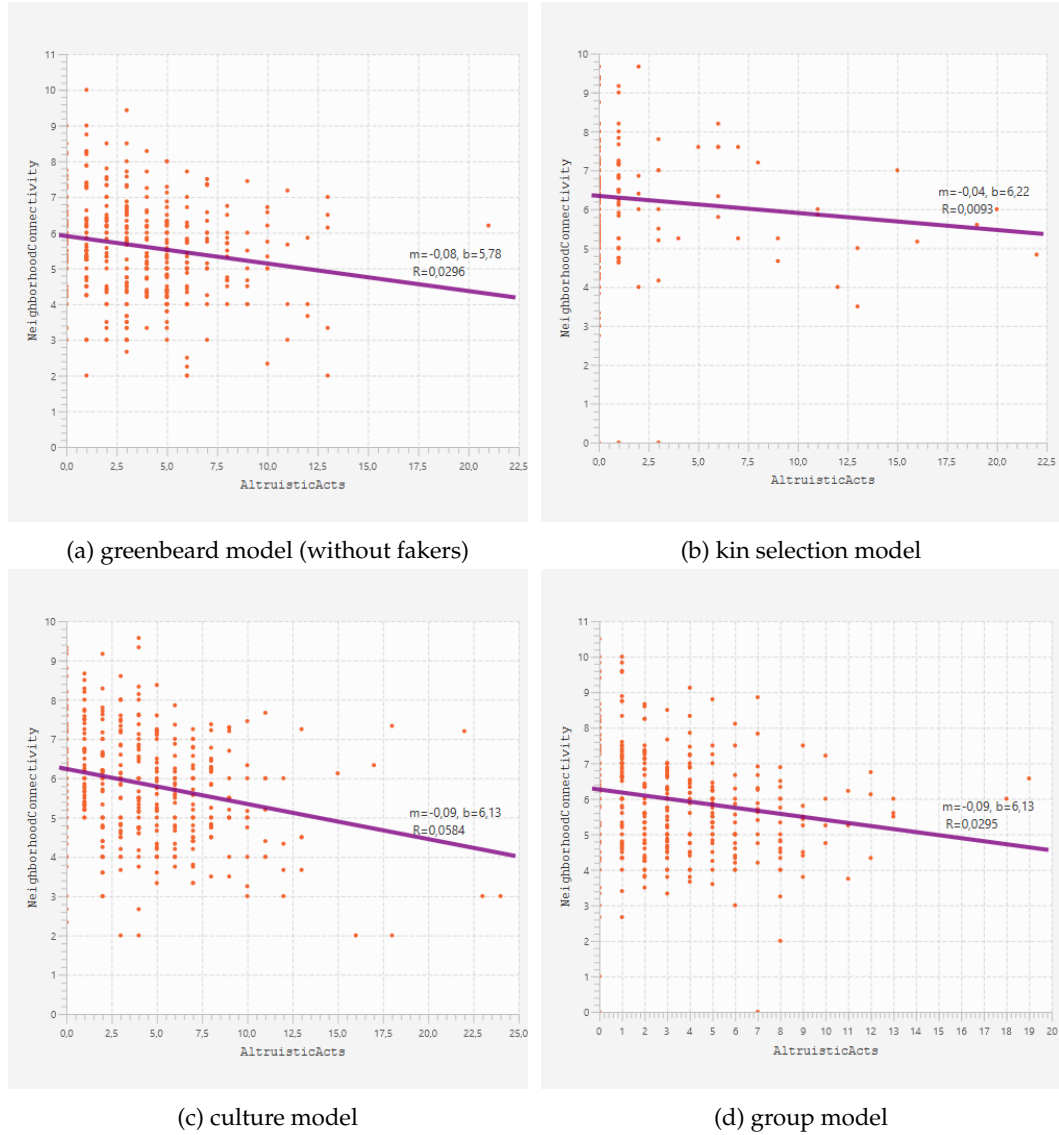 11
10
9
8
7
6
5
4
3
2
1
0
NeighborhoodConnectivity
m=-0,08, b=5,78
R=0,0296
0,0 2,5 5,0 7,5 10,0 12,5 15,0 17,5 20,0 22,5
AltruisticActs
(a) greenbeard model (without fakers)
10
9
8
7
6
5
4
3
2
1
0
NeighborhoodConnectivity
m=-0,04, b=6,22
R=0,0093
0,0 2,5 5,0 7,5 10,0 12,5 15,0 17,5 20,0 22,5
AltruisticActs
(b) kin selection model
11
10
9
8
7
6
5
4
3
2
1
0
NeighborhoodConnectivity
m=-0,09, b=6,13
R=0,0584
0,0 2,5 5,0 7,5 10,0 12,5 15,0 17,5 20,0 22,5 25,0
AltruisticActs
(c) culture model
11
10
9
8
7
6
5
4
3
2
1
0
NeighborhoodConnectivity
m=-0,09, b=6,13
R=0,0295
0 1 2 3 4 5 6 7 8 9 10 11 12 13 14 15 16 17 18 19 20
AltruisticActs
(d) group model